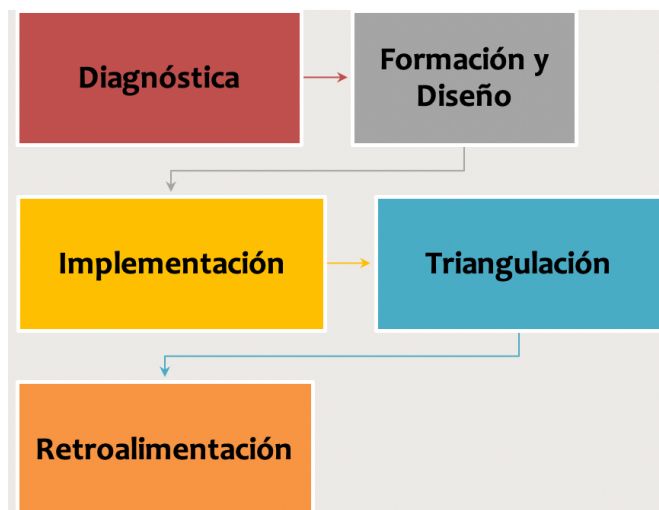 Diagnóstica
Formación y
Diseño
Implementación
Triangulación
Retroalimentación